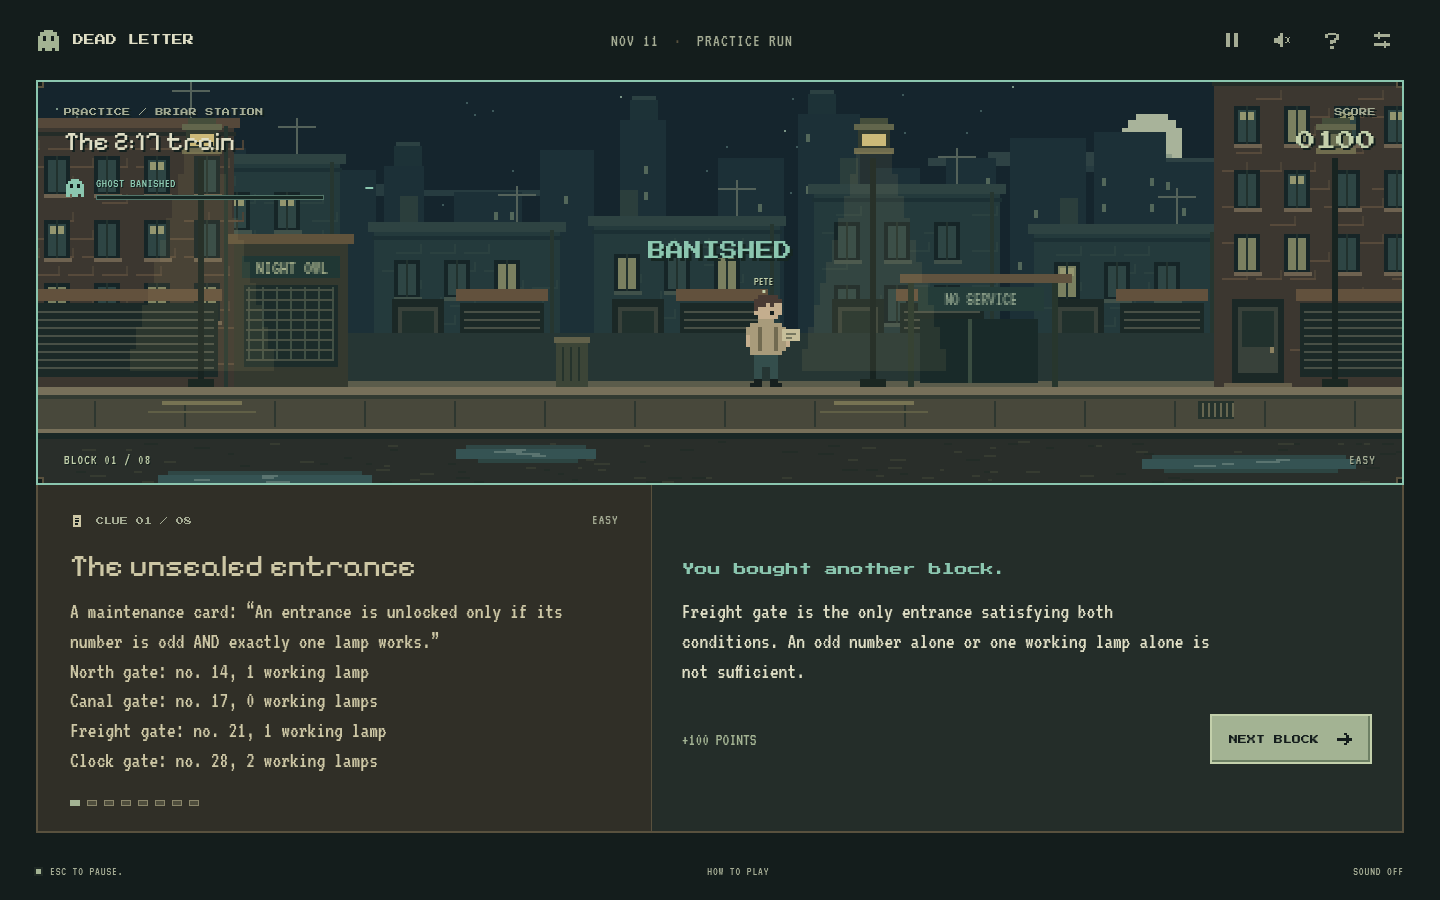 DEAD LETTER
NOV 11 · PRACTICE RUN
PRACTICE / BRIAR STATION
The 2:17 train
GHOST BANISHED
SCORE
0100
NIGHT OWL
BANISHED
PETE
NO SERVICE
BLOCK 01 / 08
EASY
CLUE 01 / 08
EASY
The unsealed entrance
A maintenance card: “An entrance is unlocked only if its
number is odd AND exactly one lamp works.”
North gate: no. 14, 1 working lamp
Canal gate: no. 17, 0 working lamps
Freight gate: no. 21, 1 working lamp
Clock gate: no. 28, 2 working lamps
You bought another block.
Freight gate is the only entrance satisfying both
conditions. An odd number alone or one working lamp alone is
not sufficient.
+100 POINTS
NEXT BLOCK
ESC TO PAUSE.
HOW TO PLAY
SOUND OFF